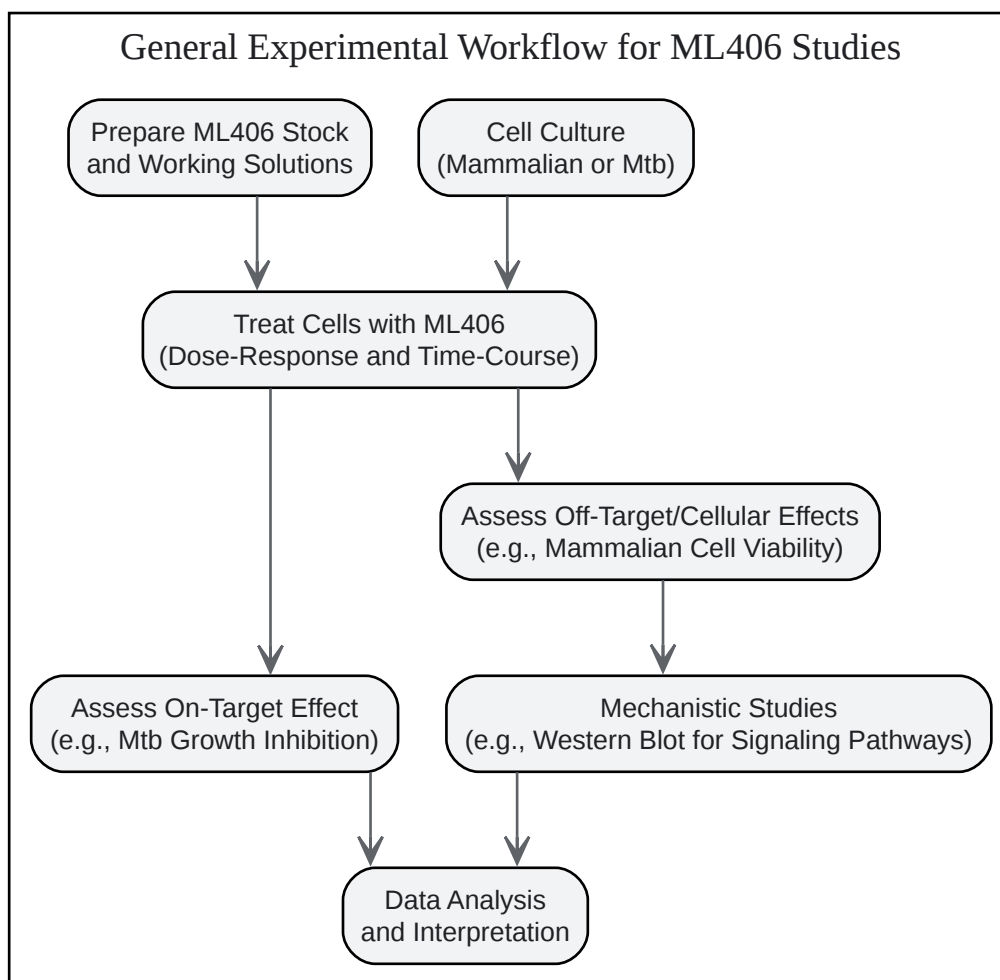 General Experimental Workflow for ML406 Studies
Prepare ML406 Stock
and Working Solutions
Cell Culture
(Mammalian or Mtb)
Treat Cells with ML406
(Dose-Response and Time-Course)
Assess Off-Target/Cellular Effects
(e.g., Mammalian Cell Viability)
Assess On-Target Effect
(e.g., Mtb Growth Inhibition)
Mechanistic Studies
(e.g., Western Blot for Signaling Pathways)
Data Analysis
and Interpretation